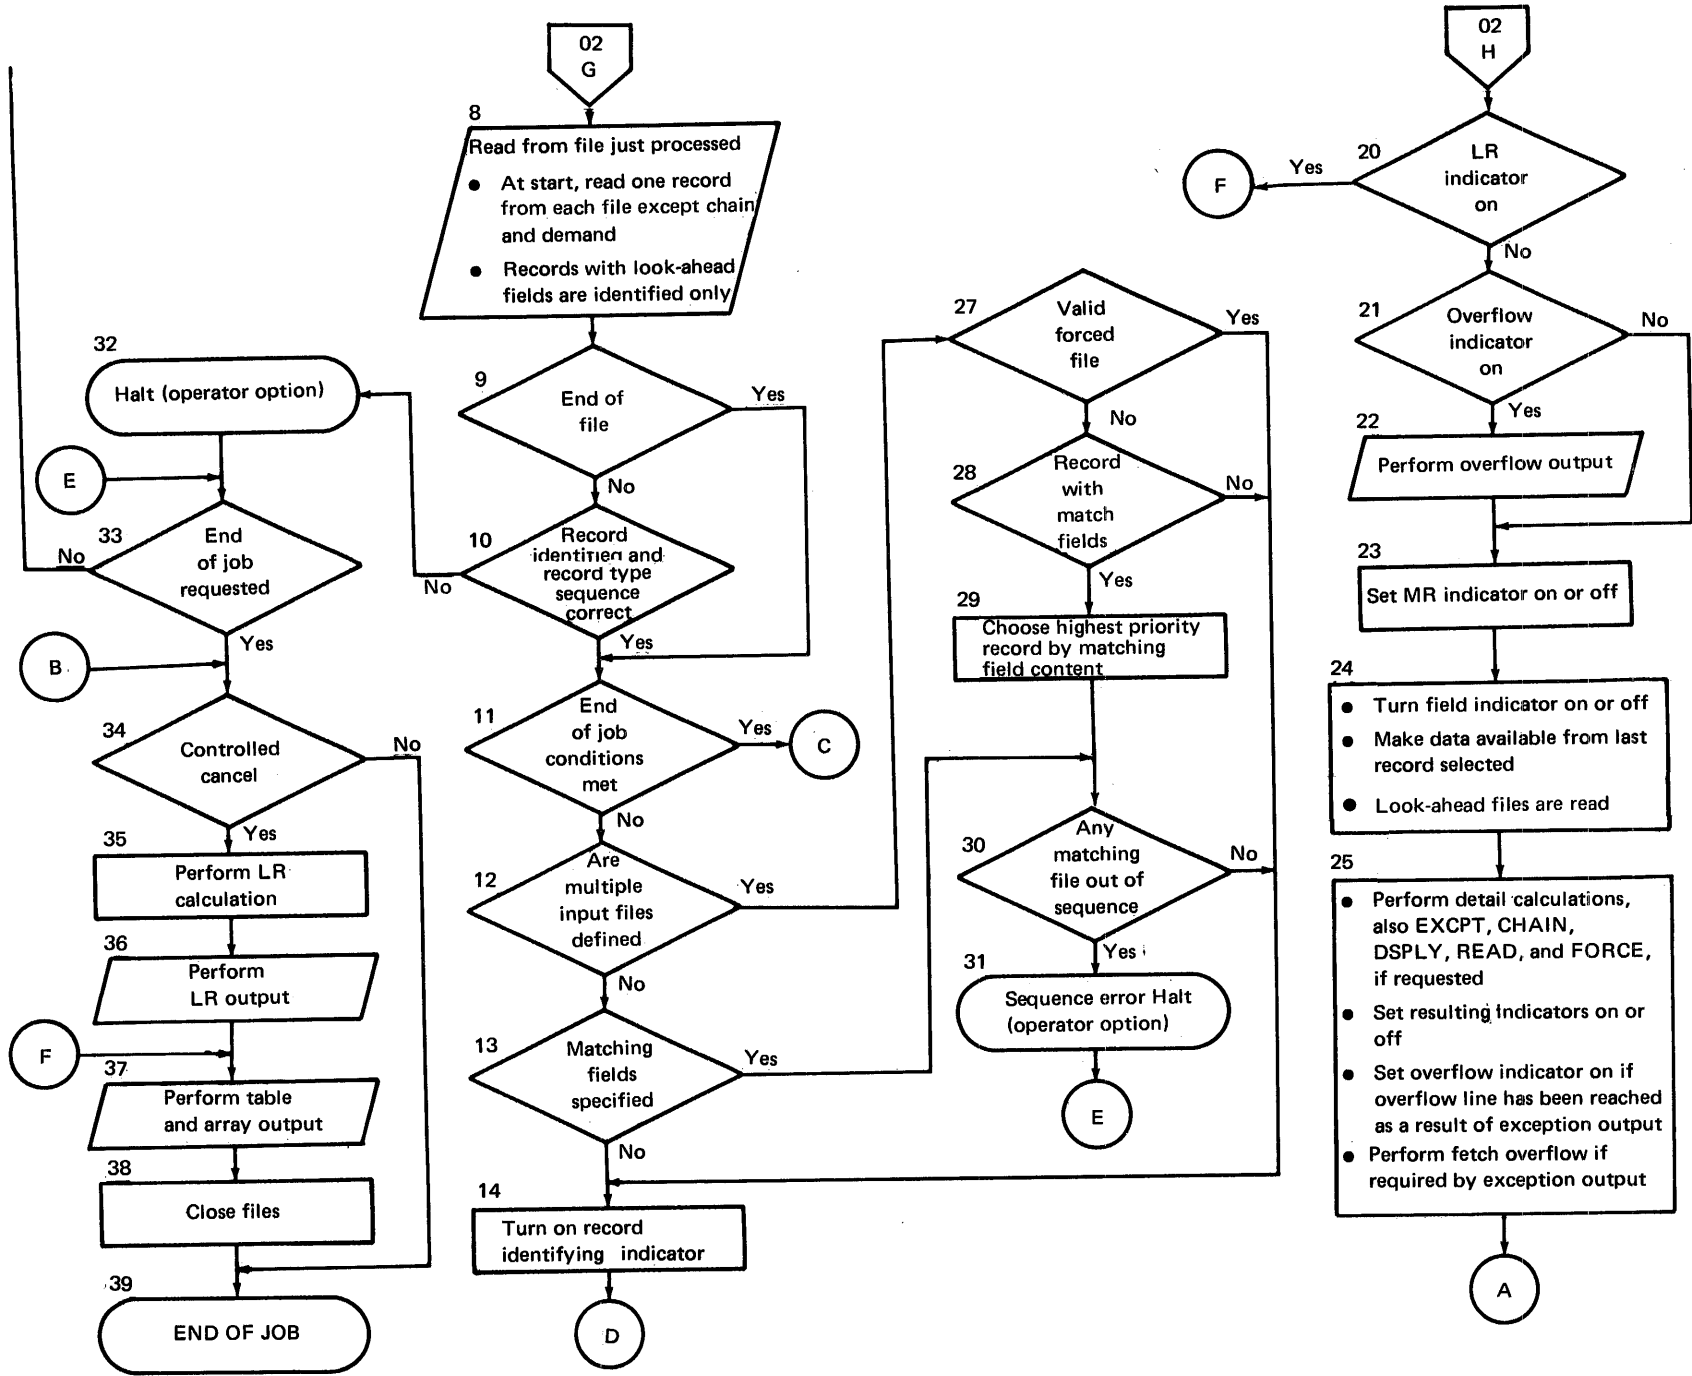 32
Halt (operator option)
E
33
End
of job
requested
No
Yes
B
34
Controlled
cancel
No
Yes
35
Perform LR
calculation
36
Perform
LR output
F
37
Perform table
and array output
38
Close files
39
END OF JOB
02
G
8
Read from file just processed
● At start, read one record
from each file except chain
and demand
● Records with look-ahead
fields are identified only
9
End of
file
Yes
No
10
Record
identified and
record type
sequence
correct
No
Yes
11
End
of job
conditions
met
Yes
C
No
12
Are
multiple
input files
defined
Yes
No
13
Matching
fields
specified
Yes
No
14
Turn on record
identifying indicator
D
27
Valid
forced
file
Yes
No
28
Record
with
match
fields
No
Yes
29
Choose highest priority
record by matching
field content
30
Any
matching
file out of
sequence
No
Yes
31
Sequence error Halt
(operator option)
E
02
H
20
LR
indicator
on
Yes
F
No
21
Overflow
indicator
on
No
Yes
22
Perform overflow output
23
Set MR indicator on or off
24
● Turn field indicator on or off
● Make data available from last
record selected
● Look-ahead files are read
25
● Perform detail calculations,
also EXCPT, CHAIN,
DSPLY, READ, and FORCE,
if requested
● Set resulting indicators on or
off
● Set overflow indicator on if
overflow line has been reached
as a result of exception output
● Perform fetch overflow if
required by exception output
A